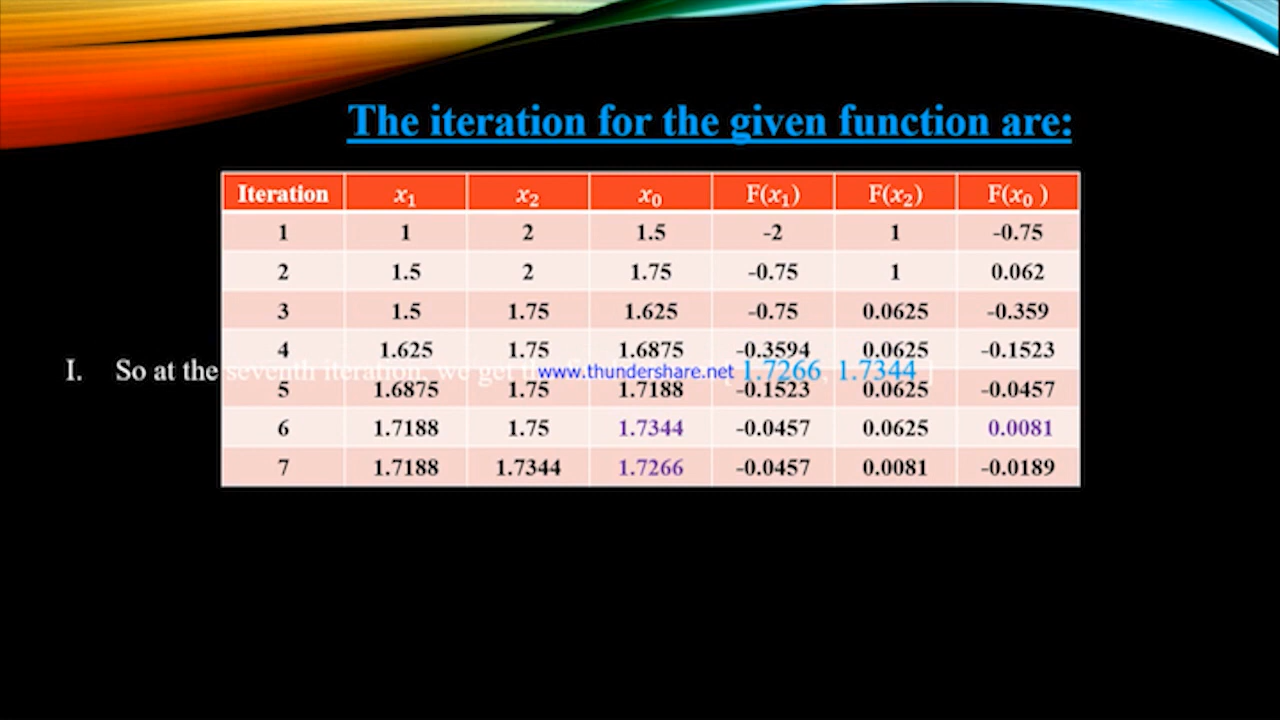 The iteration for the given function are:
Iteration x₁ x₂ x₀ F(x₁) F(x₂) F(x₀ )
1 1 2 1.5 -2 1 -0.75
2 1.5 2 1.75 -0.75 1 0.062
3 1.5 1.75 1.625 -0.75 0.0625 -0.359
4 1.625 1.75 1.6875 -0.3594 0.0625 -0.1523
I. So at the seventh iteration, we get www.thundershare.net [ 1.7266, 1.7344 ]
5 1.6875 1.75 1.7188 -0.1523 0.0625 -0.0457
6 1.7188 1.75 1.7344 -0.0457 0.0625 0.0081
7 1.7188 1.7344 1.7266 -0.0457 0.0081 -0.0189